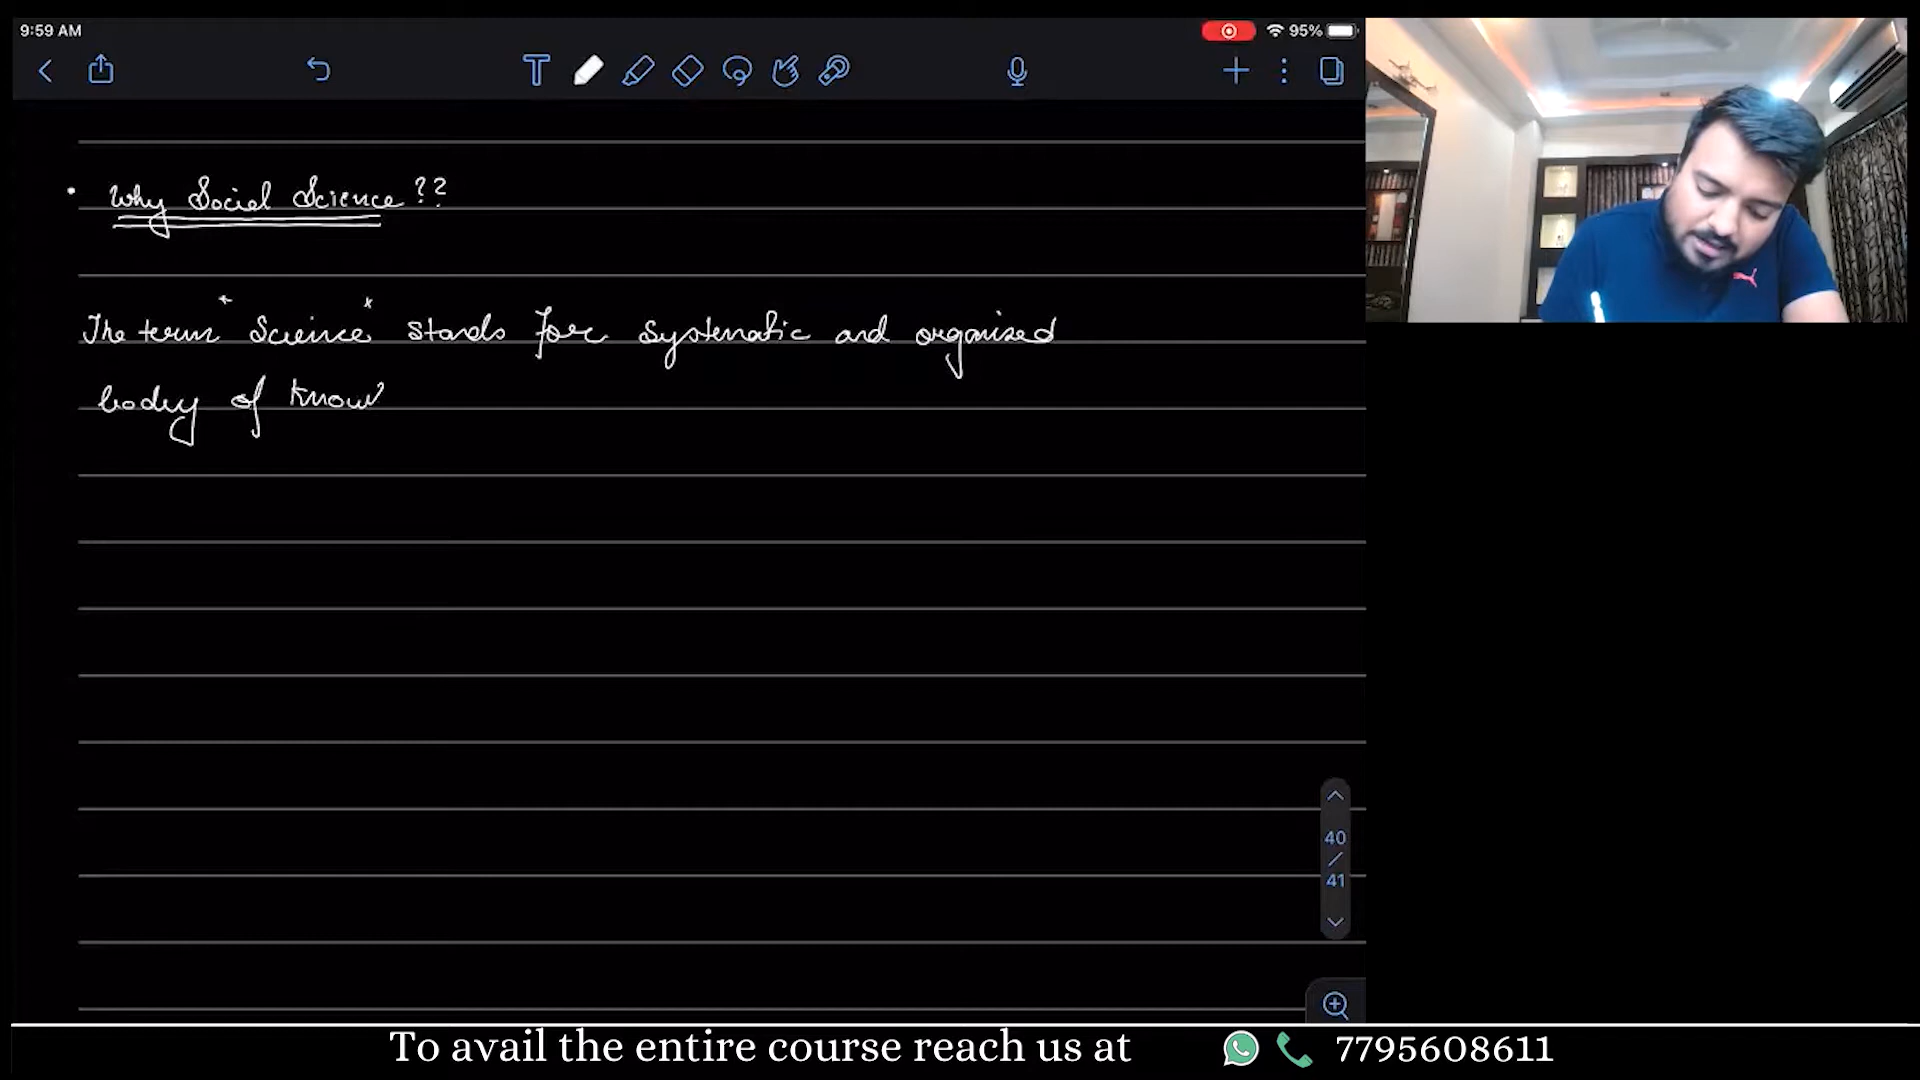 9:59 AM
95%
• Why Social Science??
The term "Science" stands for systematic and organised
body of know
40
/
41
To avail the entire course reach us at 7795608611